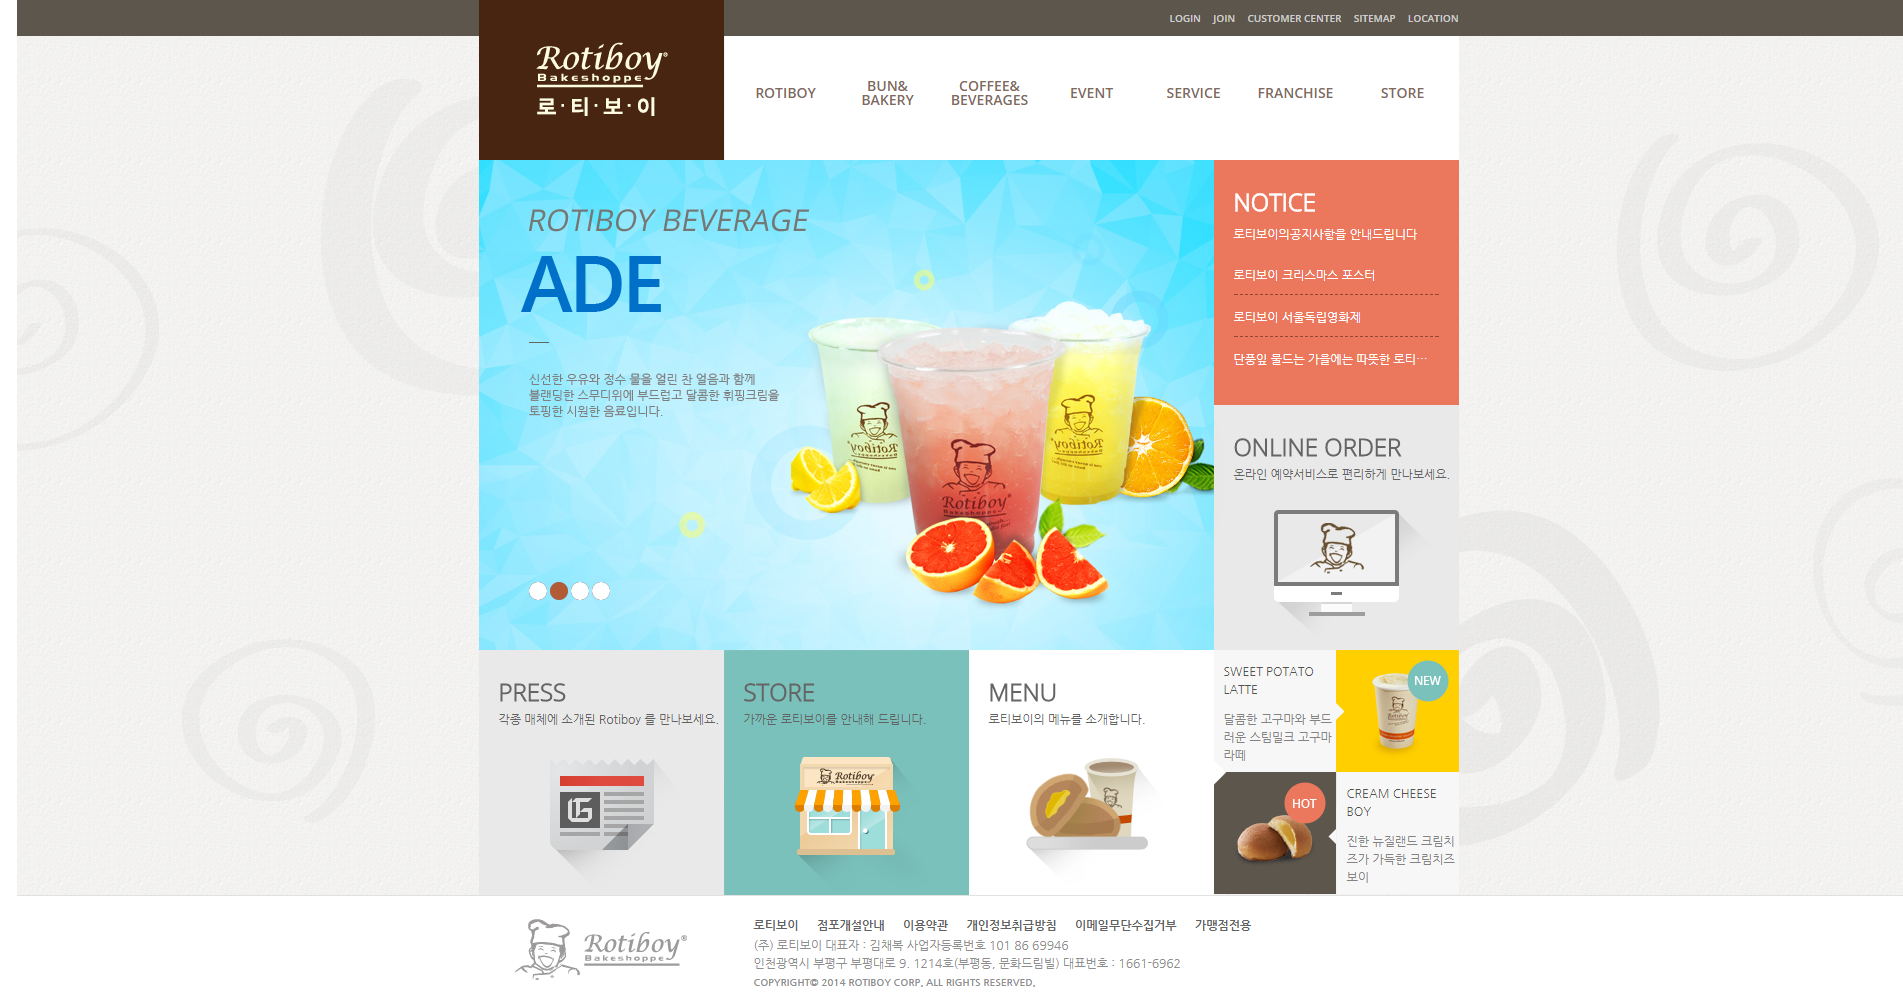 LOGIN JOIN CUSTOMER CENTER SITEMAP LOCATION
Rotiboy®
Bakeshoppe
로·티·보·이
ROTIBOY
BUN&
BAKERY
COFFEE&
BEVERAGES
EVENT
SERVICE
FRANCHISE
STORE
ROTIBOY BEVERAGE
ADE
신선한 우유와 정수 물을 얼린 찬 얼음과 함께
블랜딩한 스무디위에 부드럽고 달콤한 휘핑크림을
토핑한 시원한 음료입니다.
Rotiboy®
Bakeshoppe
NOTICE
로티보이의공지사항을 안내드립니다
로티보이 크리스마스 포스터
로티보이 서울독립영화제
단풍잎 물드는 가을에는 따뜻한 로티…
ONLINE ORDER
온라인 예약서비스로 편리하게 만나보세요.
PRESS
각종 매체에 소개된 Rotiboy 를 만나보세요.
STORE
가까운 로티보이를 안내해 드립니다.
Rotiboy
MENU
로티보이의 메뉴를 소개합니다.
SWEET POTATO
LATTE
달콤한 고구마와 부드
러운 스팀밀크 고구마
라떼
NEW
HOT
CREAM CHEESE
BOY
진한 뉴질랜드 크림치
즈가 가득한 크림치즈
보이
Rotiboy®
Bakeshoppe
로티보이 점포개설안내 이용약관 개인정보취급방침 이메일무단수집거부 가맹점전용
(주) 로티보이 대표자 : 김채복 사업자등록번호 101 86 69946
인천광역시 부평구 부평대로 9. 1214호(부평동, 문화드림빌) 대표번호 : 1661-6962
COPYRIGHT© 2014 ROTIBOY CORP. ALL RIGHTS RESERVED.